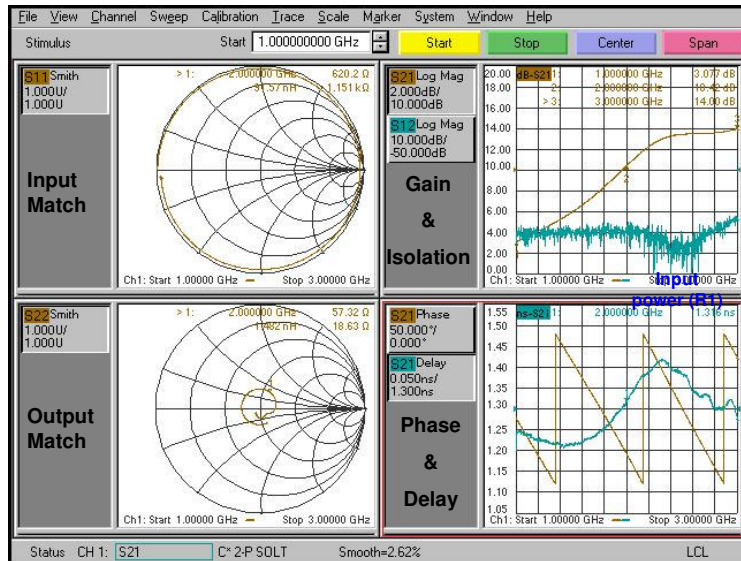 File View Channel Sweep Calibration Trace Scale Marker System Window Help
Stimulus Start 1.000000000 GHz Start Stop Center Span
S11 Smith
1.000U/
1.000U
Input
Match
> 1: 2.000000 GHz 620.2 Ω
1.151 kΩ
Ch1: Start 1.00000 GHz Stop 3.00000 GHz
S21 Log Mag
2.000dB/
10.000dB
S12 Log Mag
10.000dB/
-50.000dB
Gain
&
Isolation
20.00
18.00
16.00
14.00
12.00
10.00
8.00
6.00
4.00
2.00
0.00
dB-S21 1: 1.000000 GHz 3.077 dB
2: 2.000000 GHz
> 3: 3.000000 GHz 14.00 dB
Ch1: Start 1.00000 GHz
Input
power (R1)
S22 Smith
1.000U/
1.000U
Output
Match
> 1: 2.000000 GHz 57.32 Ω
18.63 Ω
Ch1: Start 1.00000 GHz Stop 3.00000 GHz
S21 Phase
50.000°/
0.000°
S21 Delay
0.050ns/
1.300ns
Phase
&
Delay
1.55
1.50
1.45
1.40
1.35
1.30
1.25
1.20
1.15
1.10
1.05
ns-S21 1: 2.000000 GHz 1.316 ns
Ch1: Start 1.00000 GHz Stop 3.00000 GHz
Status CH 1: S21 C* 2-P SOLT Smooth=2.62% LCL